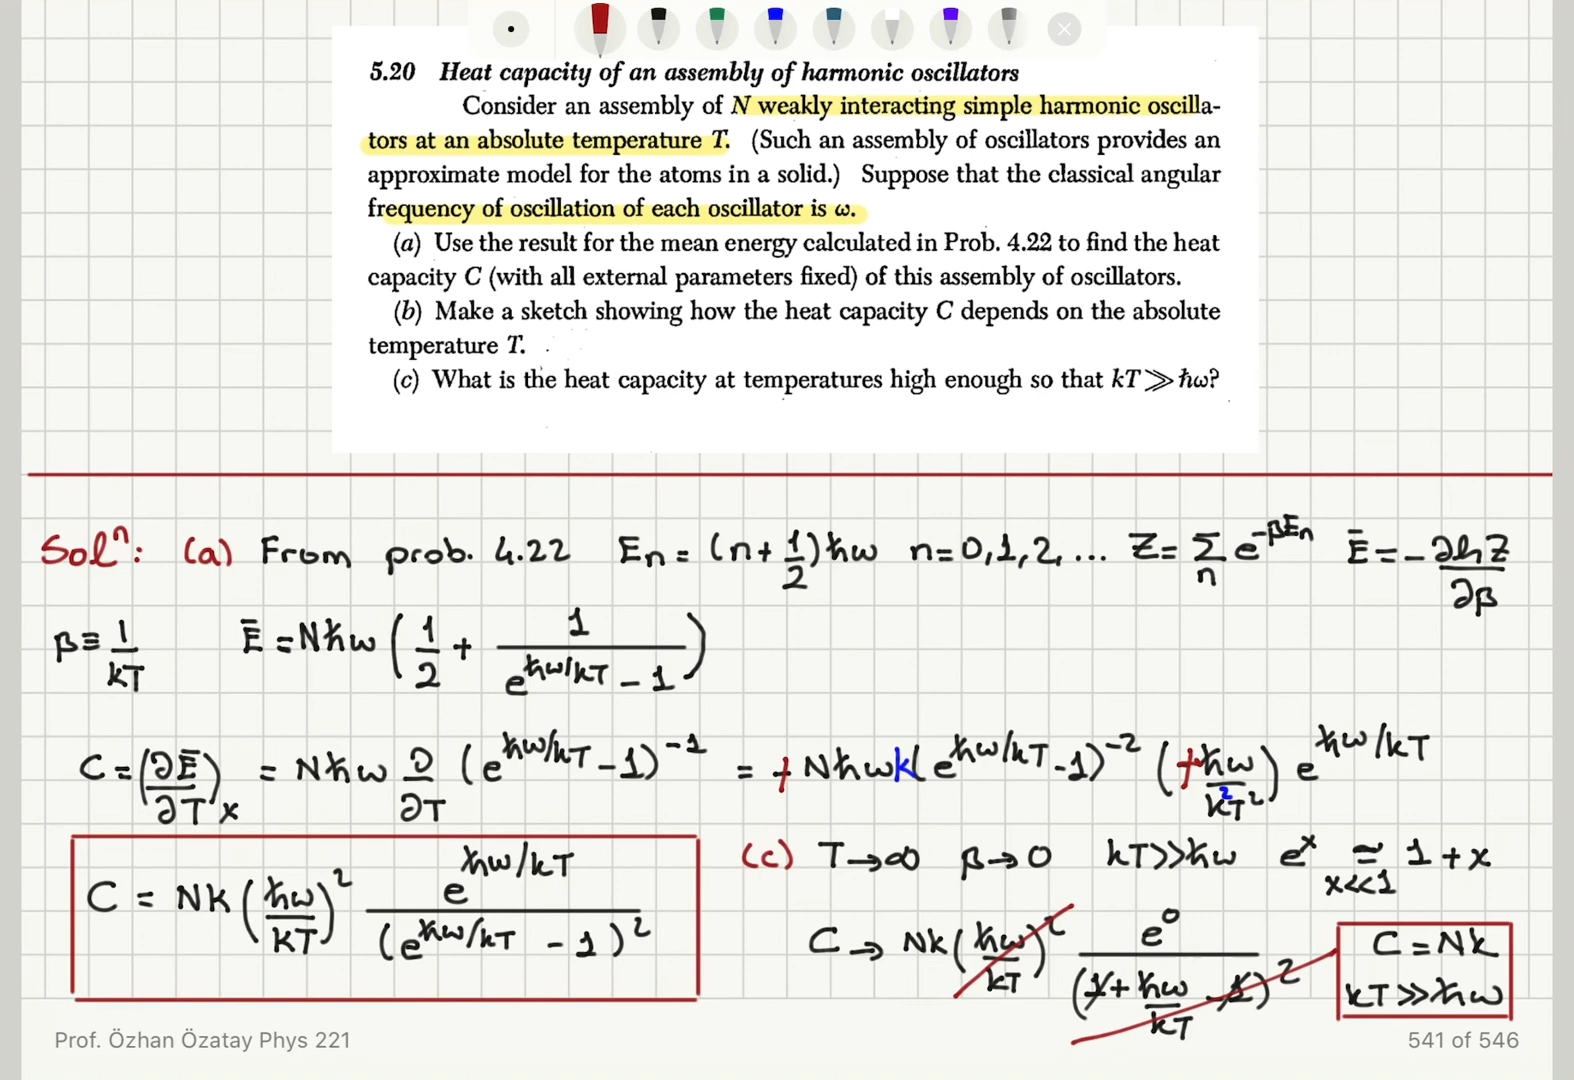 5.20 Heat capacity of an assembly of harmonic oscillators
Consider an assembly of N weakly interacting simple harmonic oscilla-
tors at an absolute temperature T. (Such an assembly of oscillators provides an
approximate model for the atoms in a solid.) Suppose that the classical angular
frequency of oscillation of each oscillator is ω.
(a) Use the result for the mean energy calculated in Prob. 4.22 to find the heat
capacity C (with all external parameters fixed) of this assembly of oscillators.
(b) Make a sketch showing how the heat capacity C depends on the absolute
temperature T.
(c) What is the heat capacity at temperatures high enough so that kT ≫ ħω?
Solⁿ: (a) From prob. 4.22 En = (n + 1/2)ħω n=0,1,2,... Z = Σ_n e^{-βEn} Ē = -∂lnZ/∂β
β ≡ 1/kT Ē = Nħω (1/2 + 1/(e^{ħω/kT} - 1))
C = (∂Ē/∂T)_x = Nħω ∂/∂T (e^{ħω/kT} - 1)^{-1} = + Nħωk (e^{ħω/kT} - 1)^{-2} (+ħω/k²T²) e^{ħω/kT}
C = Nk (ħω/kT)² e^{ħω/kT}/(e^{ħω/kT} - 1)²
(c) T→∞ β→0 kT>>ħω e^x ≃ 1+x x<<1
C → Nk (ħω/kT)² e^0/(1 + ħω/kT - 1)²
C = Nk
kT ≫ ħω
Prof. Özhan Özatay Phys 221
541 of 546